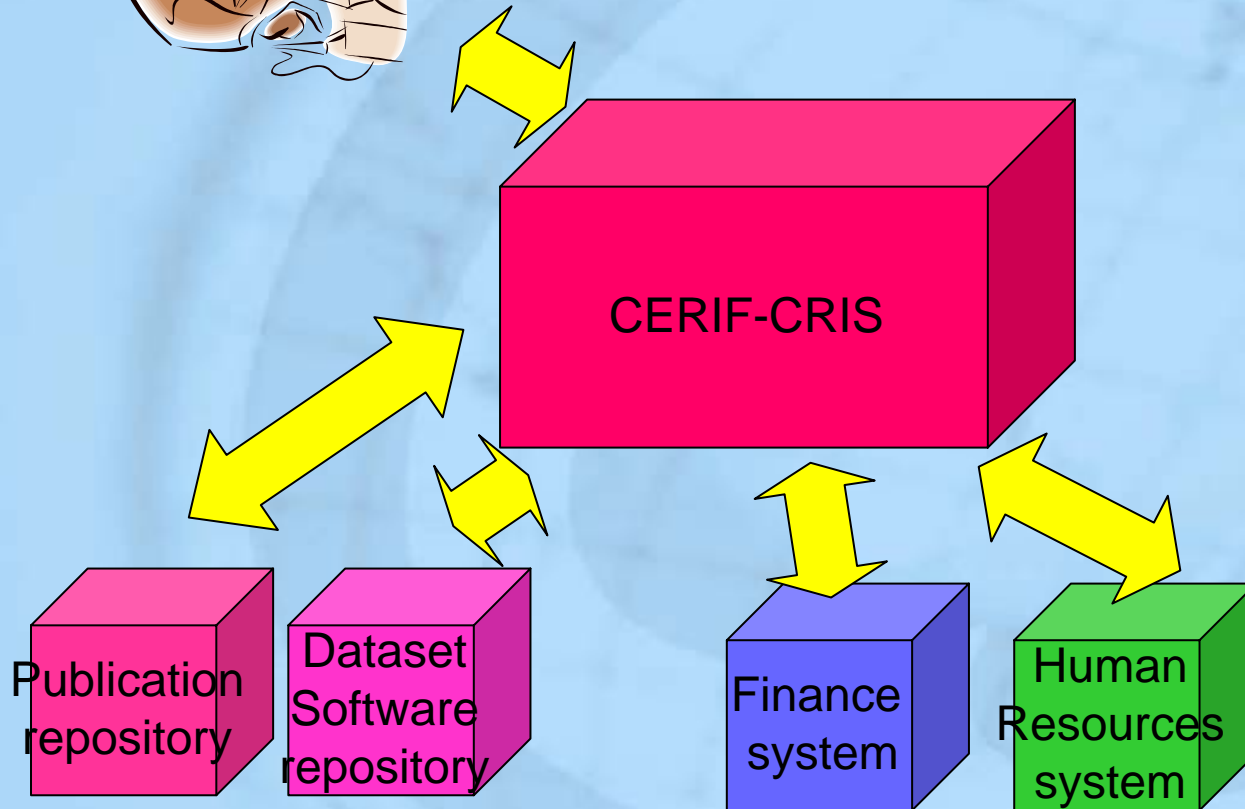 CERIF-CRIS
Publication
repository
Dataset
Software
repository
Finance
system
Human
Resources
system